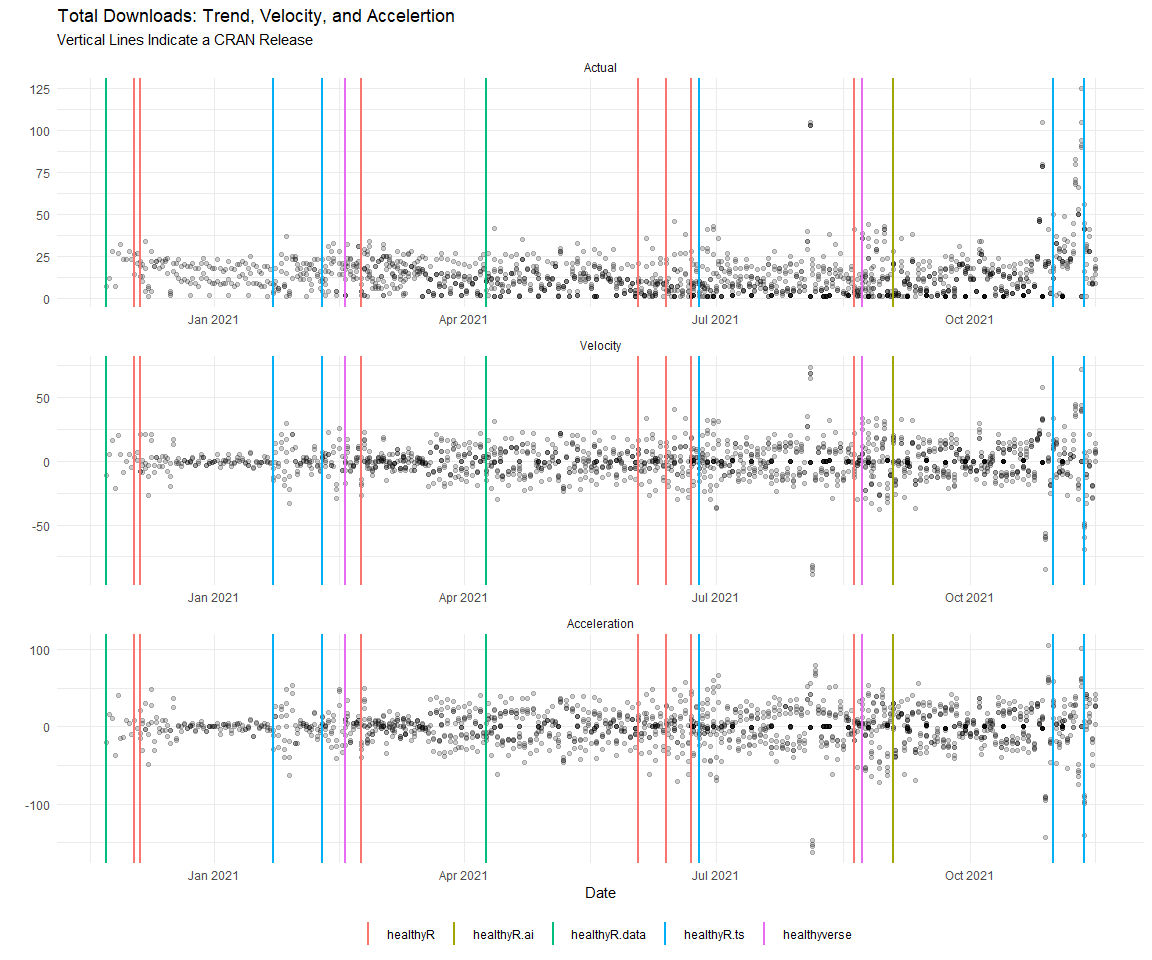 Total Downloads: Trend, Velocity, and Accelertion
Vertical Lines Indicate a CRAN Release
Actual
125
100
75
50
25
0
Jan 2021 Apr 2021 Jul 2021 Oct 2021
Velocity
50
0
-50
Jan 2021 Apr 2021 Jul 2021 Oct 2021
Acceleration
100
0
-100
Jan 2021 Apr 2021 Jul 2021 Oct 2021
Date
healthyR healthyR.ai healthyR.data healthyR.ts healthyverse